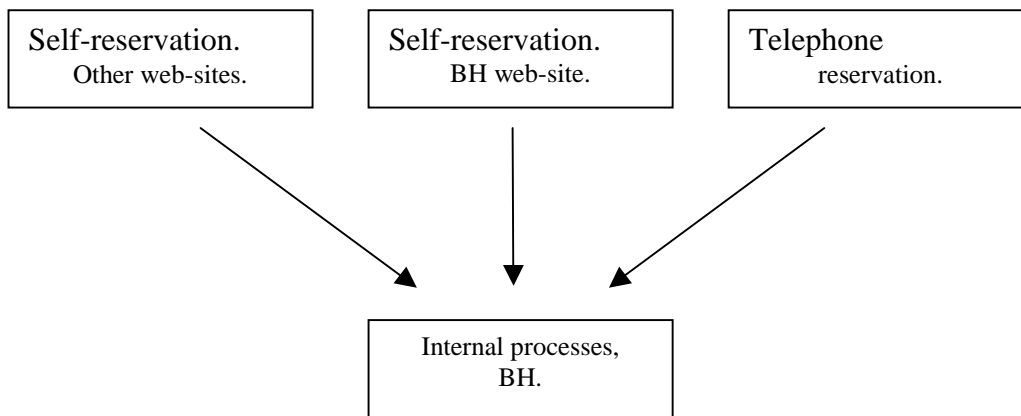 Self-reservation.
Other web-sites.
Self-reservation.
BH web-site.
Telephone
reservation.
Internal processes,
BH.